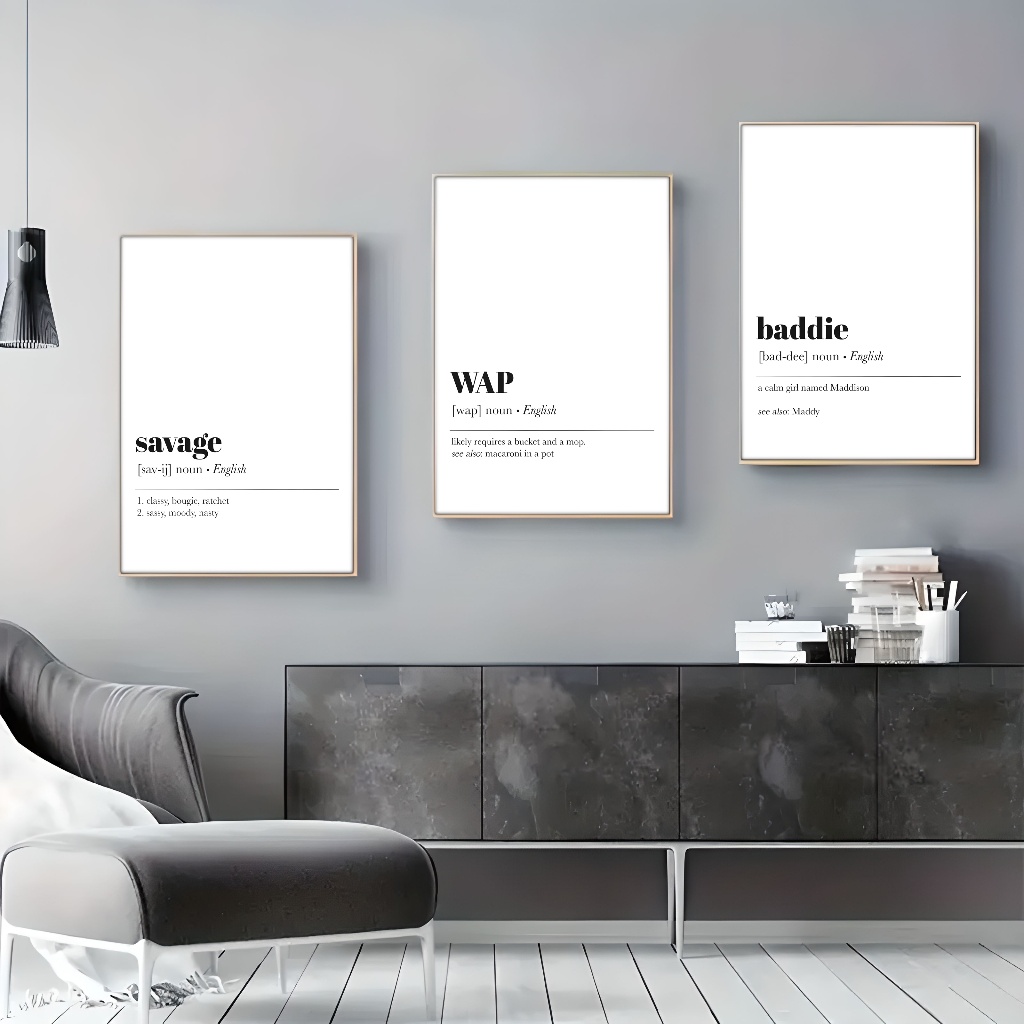 savage
[sav-ij] noun • English
1. classy, bougie, ratchet
2. sassy, moody, nasty
WAP
[wap] noun • English
likely requires a bucket and a mop.
see also: macaroni in a pot
baddie
[bad-dee] noun • English
a calm girl named Maddison
see also: Maddy